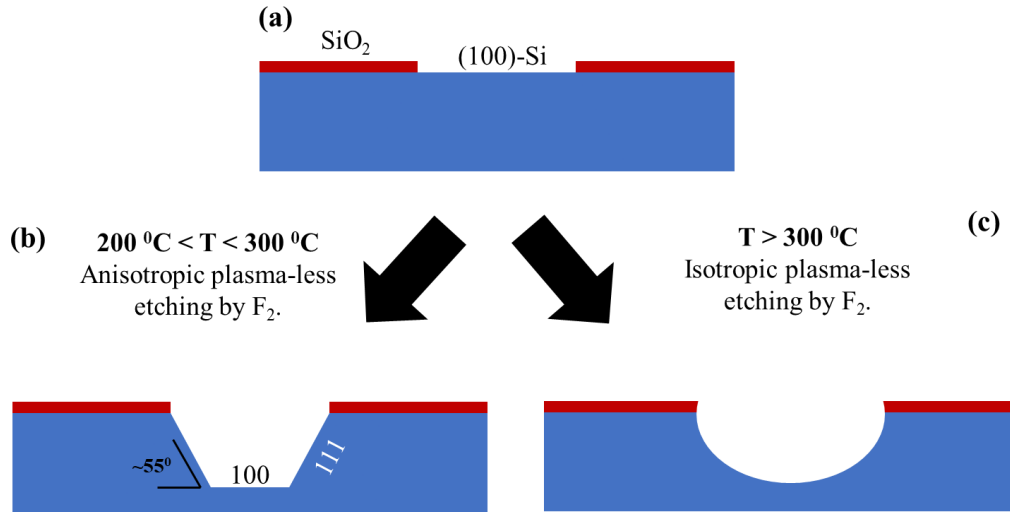 (a)
SiO₂
(100)-Si
(b)
200 ⁰C < T < 300 ⁰C
Anisotropic plasma-less
etching by F₂.
(c)
T > 300 ⁰C
Isotropic plasma-less
etching by F₂.
~55⁰
100
111